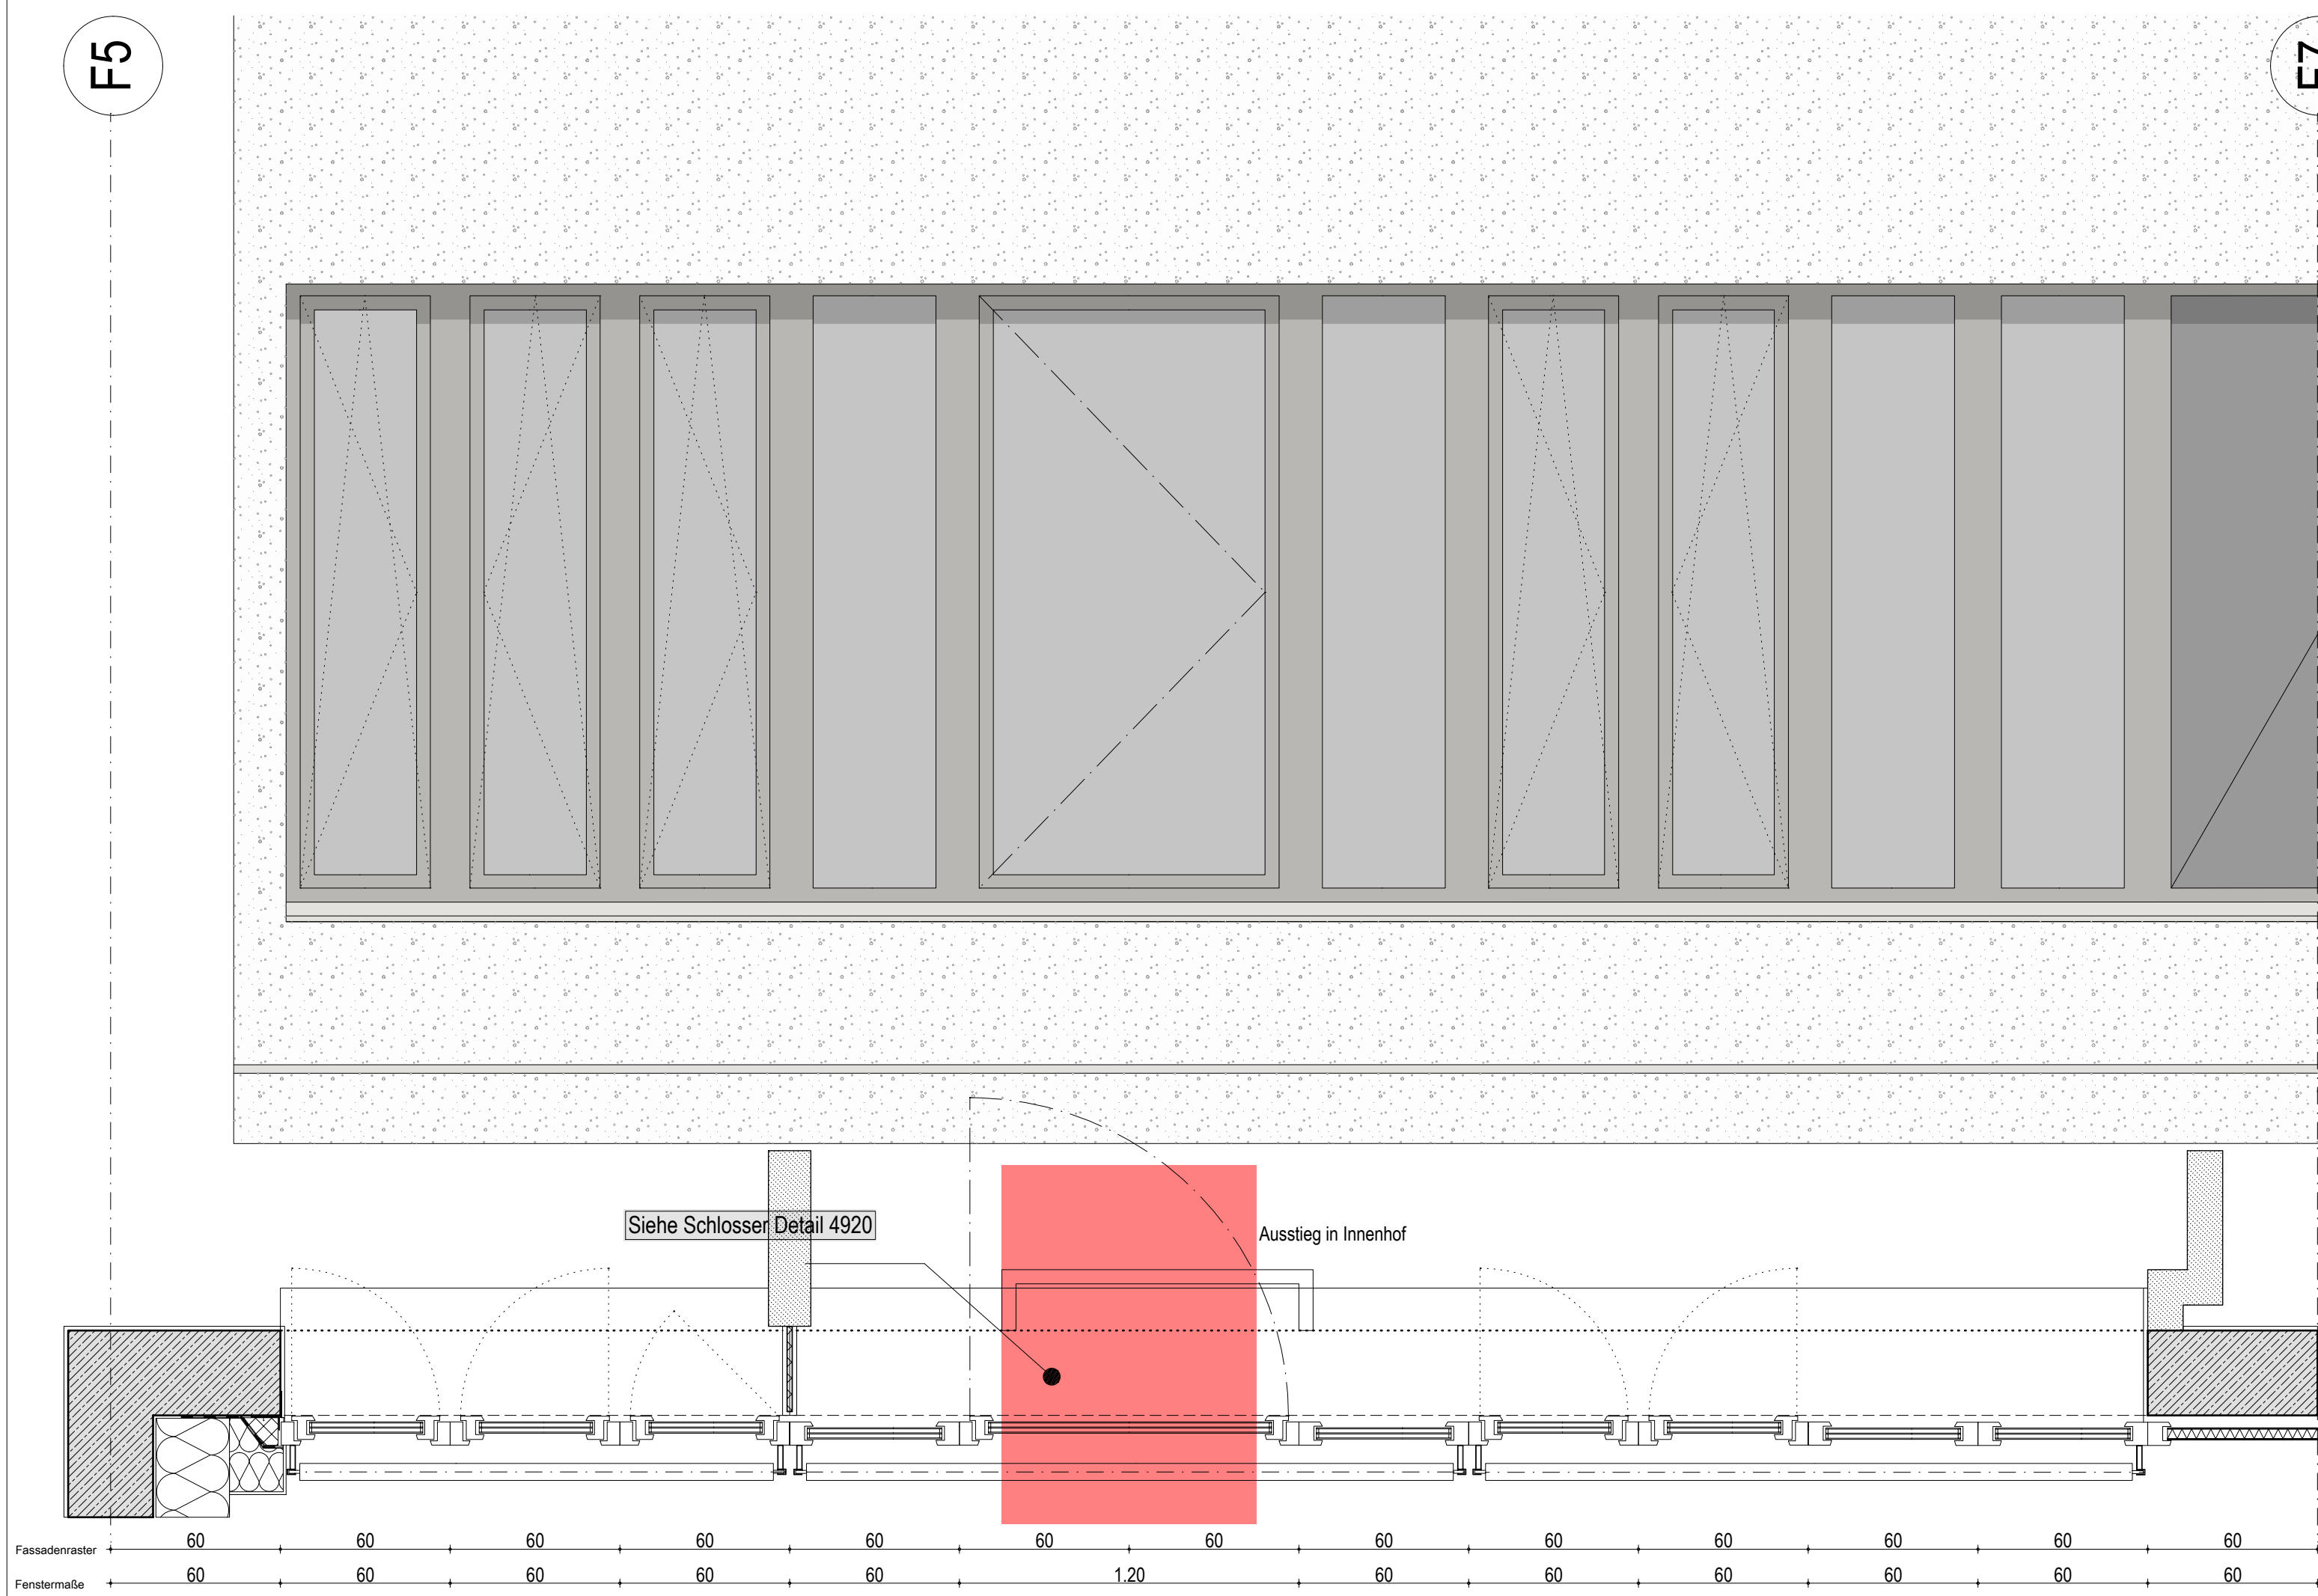 F5
F7
Siehe Schlosser Detail 4920
Ausstieg in Innenhof
Fassadenraster 60 60 60 60 60 60 60 60 60 60 60 60 60
Fenstermaße 60 60 60 60 60 1.20 60 60 60 60 60 60